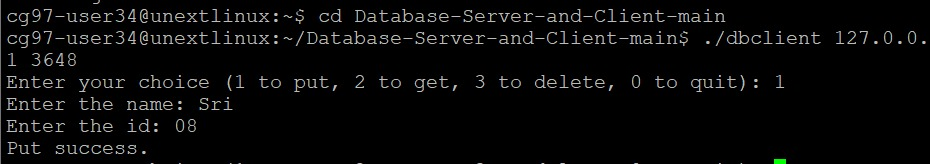 cg97-user34@unextlinux:~$ cd Database-Server-and-Client-main
cg97-user34@unextlinux:~/Database-Server-and-Client-main$ ./dbclient 127.0.0.
1 3648
Enter your choice (1 to put, 2 to get, 3 to delete, 0 to quit): 1
Enter the name: Sri
Enter the id: 08
Put success.